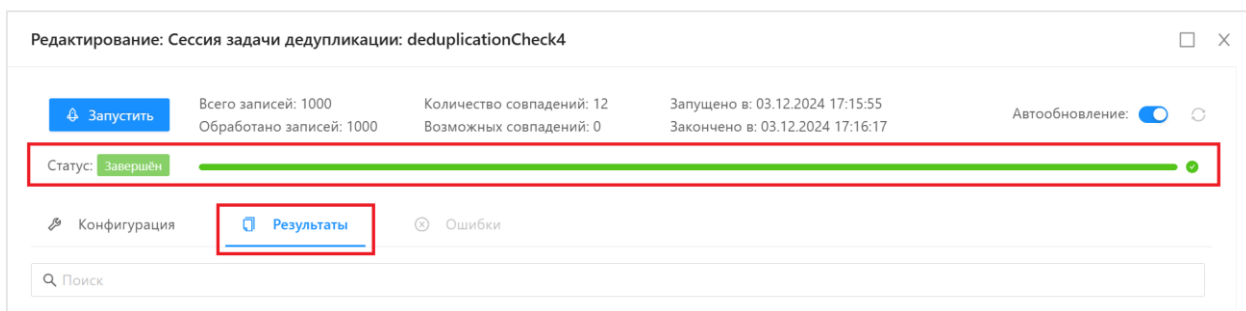 Редактирование: Сессия задачи дедупликации: deduplicationCheck4
Запустить
Всего записей: 1000
Обработано записей: 1000
Количество совпадений: 12
Возможных совпадений: 0
Запущено в: 03.12.2024 17:15:55
Закончено в: 03.12.2024 17:16:17
Автообновление:
Статус: Завершён
Конфигурация Результаты Ошибки
Поиск